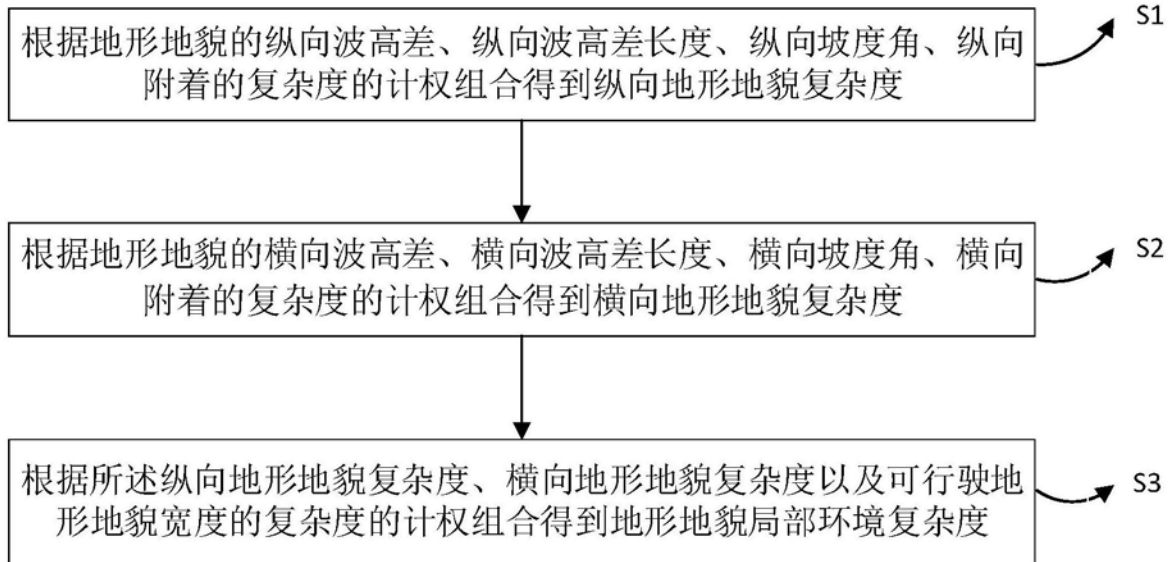 根据地形地貌的纵向波高差、纵向波高差长度、纵向坡度角、纵向
附着的复杂度的计权组合得到纵向地形地貌复杂度
S1
根据地形地貌的横向波高差、横向波高差长度、横向坡度角、横向
附着的复杂度的计权组合得到横向地形地貌复杂度
S2
根据所述纵向地形地貌复杂度、横向地形地貌复杂度以及可行驶地
形地貌宽度的复杂度的计权组合得到地形地貌局部环境复杂度
S3